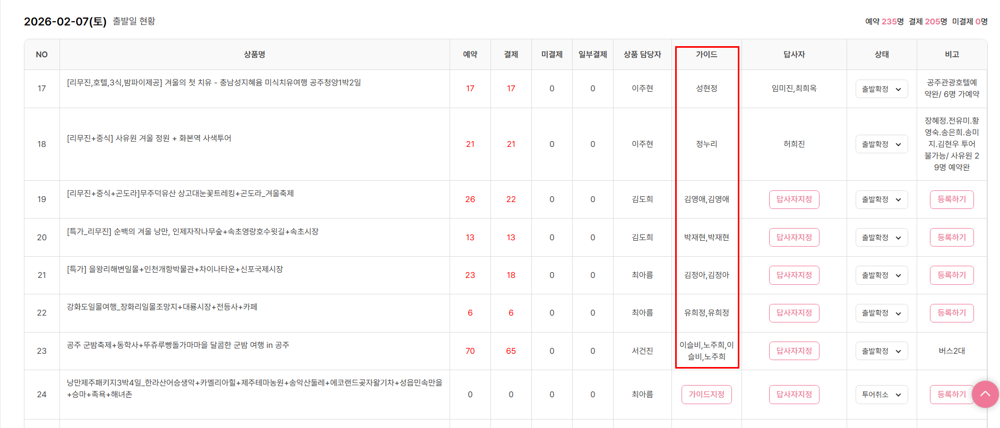 2026-02-07(토) 출발일 현황
예약 235명 결제 205명 미결제 0명
NO 상품명 예약 결제 미결제 일부결제 상품 담당자 가이드 답사자 상태 비고
17 [리무진,호텔,3식,밤파이제공] 겨울의 첫 치유 - 충남성지혜윰 미식치유여행 공주청양1박2일 17 17 0 0 이주현 성현정 임미진,최희옥 출발확정 공주관광호텔예
약완/ 6명 가예약
18 [리무진+중식] 사유원 겨울 정원 + 화본역 사색투어 21 21 0 0 이주현 정누리 허희진 출발확정 장혜정.전유미.황
영숙.송은희.송미
지.김현우 투어
불가능/ 사유원 2
9명 예약완
19 [리무진+중식+곤도라]무주덕유산 상고대눈꽃트레킹+곤도라_겨울축제 26 22 0 0 김도희 김영애,김영애 답사자지정 출발확정 등록하기
20 [특가_리무진] 순백의 겨울 낭만, 인제자작나무숲+속초영랑호수윗길+속초시장 13 13 0 0 김도희 박재현,박재현 답사자지정 출발확정 등록하기
21 [특가] 을왕리해변일몰+인천개항박물관+차이나타운+신포국제시장 23 18 0 0 최아름 김정아,김정아 답사자지정 출발확정 등록하기
22 강화도일몰여행_장화리일몰조망지+대룡시장+전등사+카페 6 6 0 0 최아름 유희정,유희정 답사자지정 출발확정 등록하기
23 공주 군밤축제+동학사+뚜쥬루빵돌가마마을 달콤한 군밤 여행 in 공주 70 65 0 0 서건진 이슬비,노주희,이
슬비,노주희 답사자지정 출발확정 버스2대
24 낭만제주패키지3박4일_한라산어승생악+카멜리아힐+제주테마농원+송악산둘레+에코랜드곶자왈기차+성읍민속만을
+승마+족욕+해녀촌 0 0 0 0 최아름 가이드지정 답사자지정 투어취소 등록하기